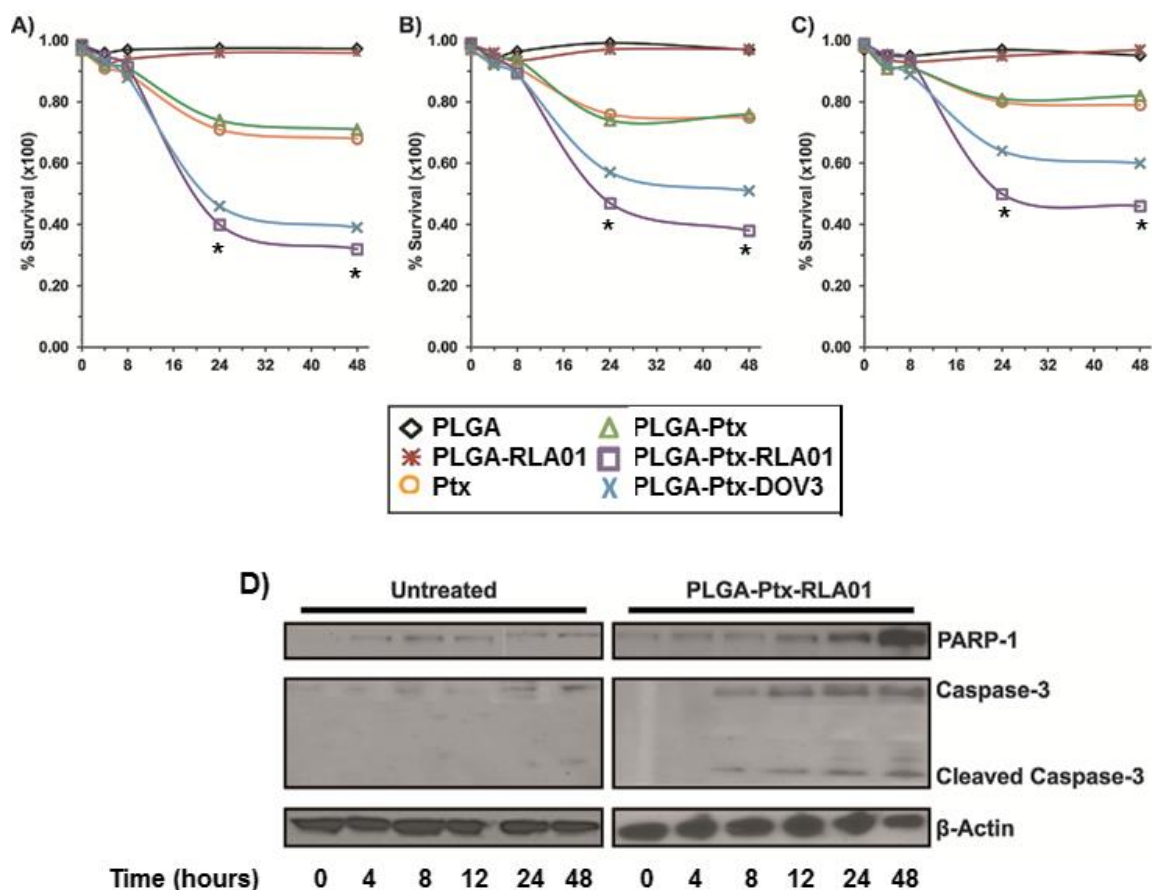 A)
B)
C)
% Survival (x100)
% Survival (x100)
% Survival (x100)
1.00
0.80
0.60
0.40
0.20
0.00
1.00
0.80
0.60
0.40
0.20
0.00
1.00
0.80
0.60
0.40
0.20
0.00
*
*
*
*
*
*
0 8 16 24 32 40 48
0 8 16 24 32 40 48
0 8 16 24 32 40 48
PLGA PLGA-Ptx
PLGA-RLA01 PLGA-Ptx-RLA01
Ptx PLGA-Ptx-DOV3
D)
Untreated PLGA-Ptx-RLA01
PARP-1
Caspase-3
Cleaved Caspase-3
β-Actin
Time (hours) 0 4 8 12 24 48 0 4 8 12 24 48